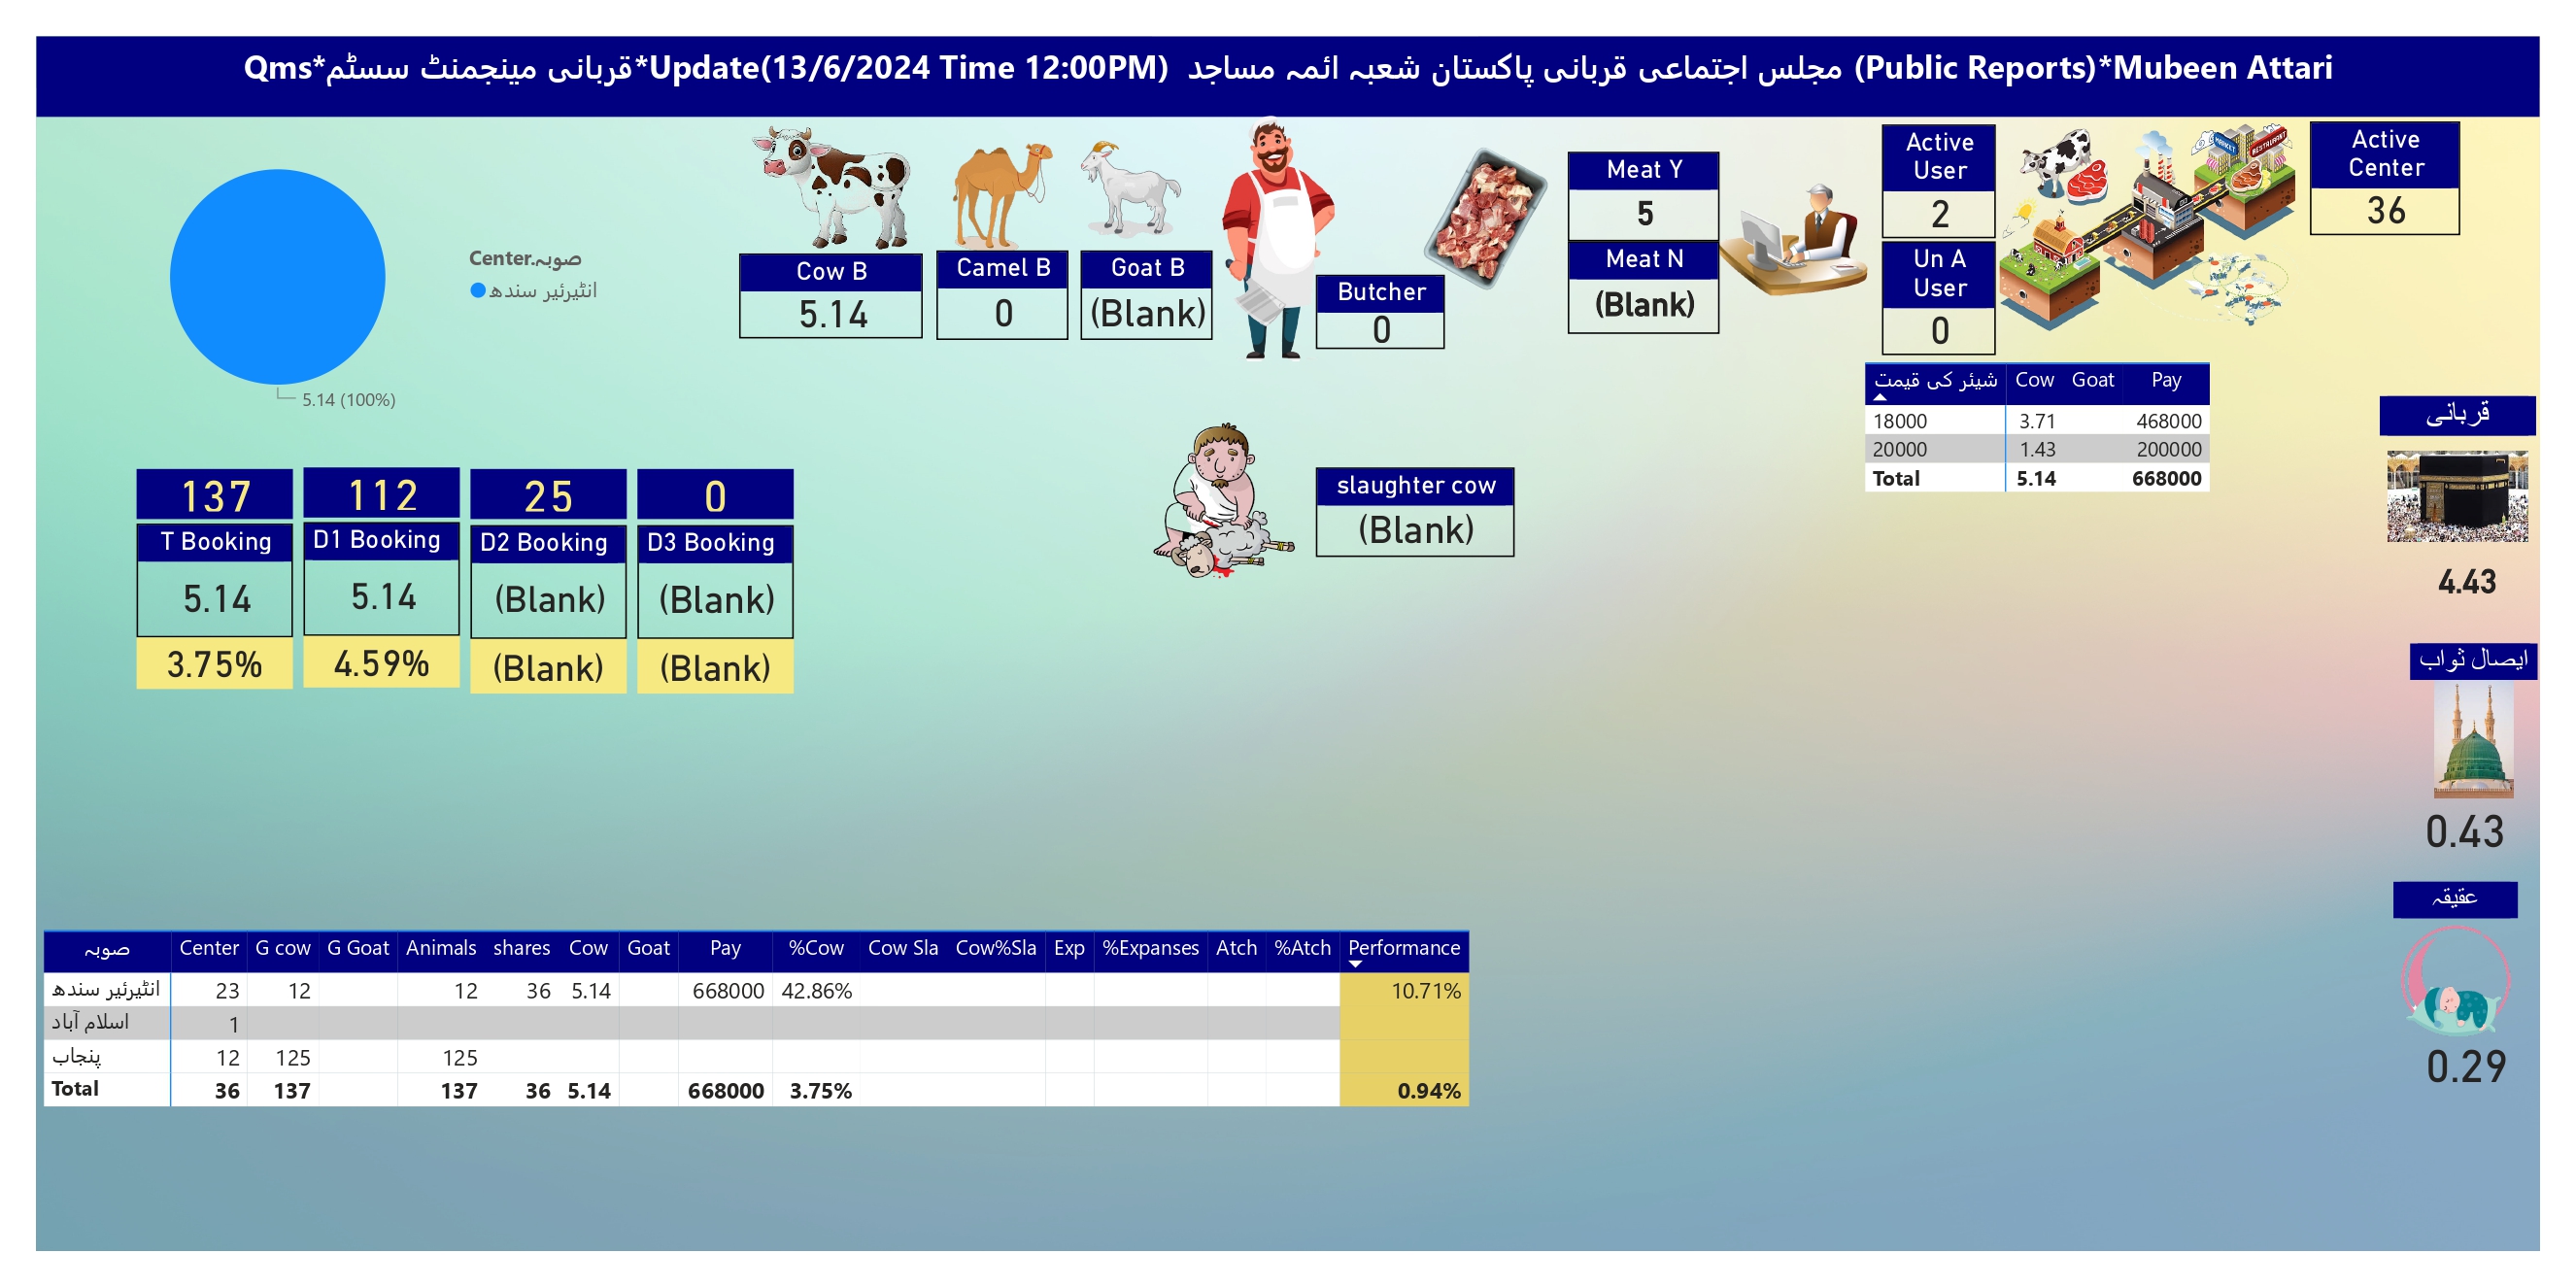 Qms*قربانی مینجمنٹ سسٹم*Update(13/6/2024 Time 12:00PM) مجلس اجتماعی قربانی پاکستان شعبہ ائمہ مساجد (Public Reports)*Mubeen Attari
Center.صوبہ
انٹیرئیر سندھ
5.14 (100%)
Cow B
5.14
Camel B
0
Goat B
(Blank)
Butcher
0
Meat Y
5
Meat N
(Blank)
Active User
2
Un A User
0
MARKET
RESTAURANT
Active Center
36
شیئر کی قیمت Cow Goat Pay
18000 3.71 468000
20000 1.43 200000
Total 5.14 668000
137
T Booking
5.14
3.75%
112
D1 Booking
5.14
4.59%
25
D2 Booking
(Blank)
(Blank)
0
D3 Booking
(Blank)
(Blank)
slaughter cow
(Blank)
قربانی
4.43
ایصال ثواب
0.43
عقیقہ
0.29
صوبہ Center G cow G Goat Animals shares Cow Goat Pay %Cow Cow Sla Cow%Sla Exp %Expanses Atch %Atch Performance
انٹیرئیر سندھ 23 12 12 36 5.14 668000 42.86% 10.71%
اسلام آباد 1
پنجاب 12 125 125
Total 36 137 137 36 5.14 668000 3.75% 0.94%